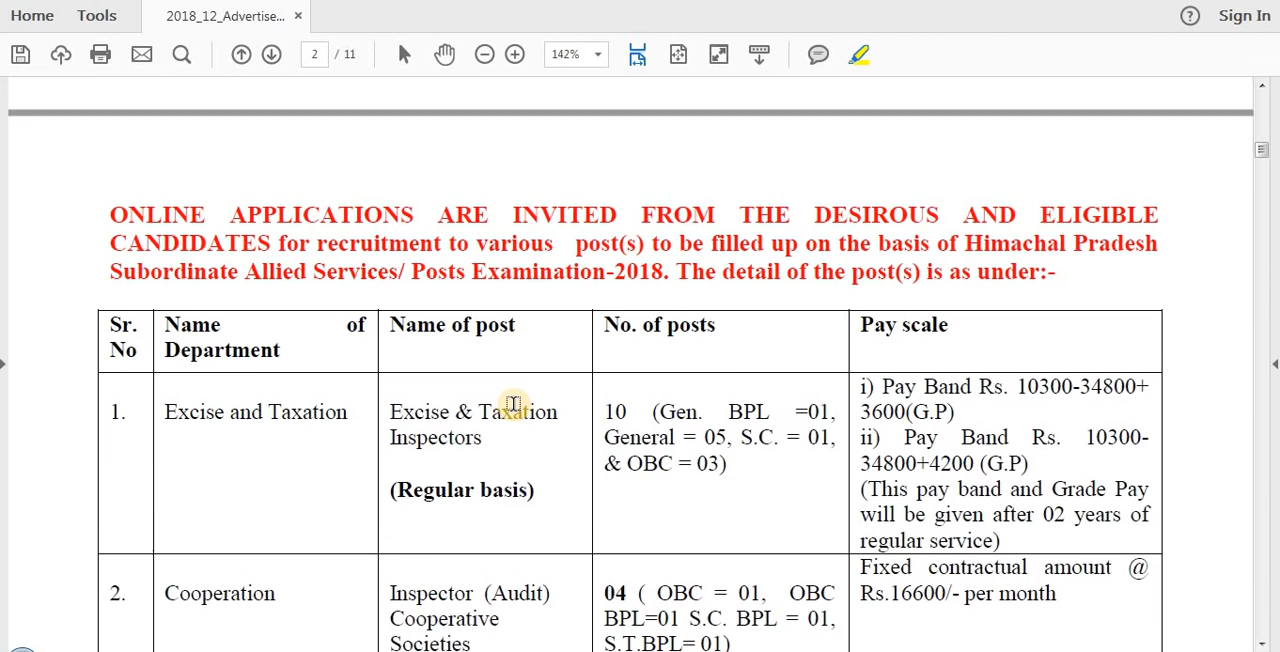 Home Tools 2018_12_Advertise... × ? Sign In
2 / 11 142%
ONLINE APPLICATIONS ARE INVITED FROM THE DESIROUS AND ELIGIBLE
CANDIDATES for recruitment to various post(s) to be filled up on the basis of Himachal Pradesh
Subordinate Allied Services/ Posts Examination-2018. The detail of the post(s) is as under:-
Sr.
No
Name of
Department
Name of post
No. of posts
Pay scale
1.
Excise and Taxation
Excise & Taxation
Inspectors
(Regular basis)
10 (Gen. BPL =01,
General = 05, S.C. = 01,
& OBC = 03)
i) Pay Band Rs. 10300-34800+
3600(G.P)
ii) Pay Band Rs. 10300-
34800+4200 (G.P)
(This pay band and Grade Pay
will be given after 02 years of
regular service)
2.
Cooperation
Inspector (Audit)
Cooperative
Societies
04 ( OBC = 01, OBC
BPL=01 S.C. BPL = 01,
S.T.BPL= 01)
Fixed contractual amount @
Rs.16600/- per month